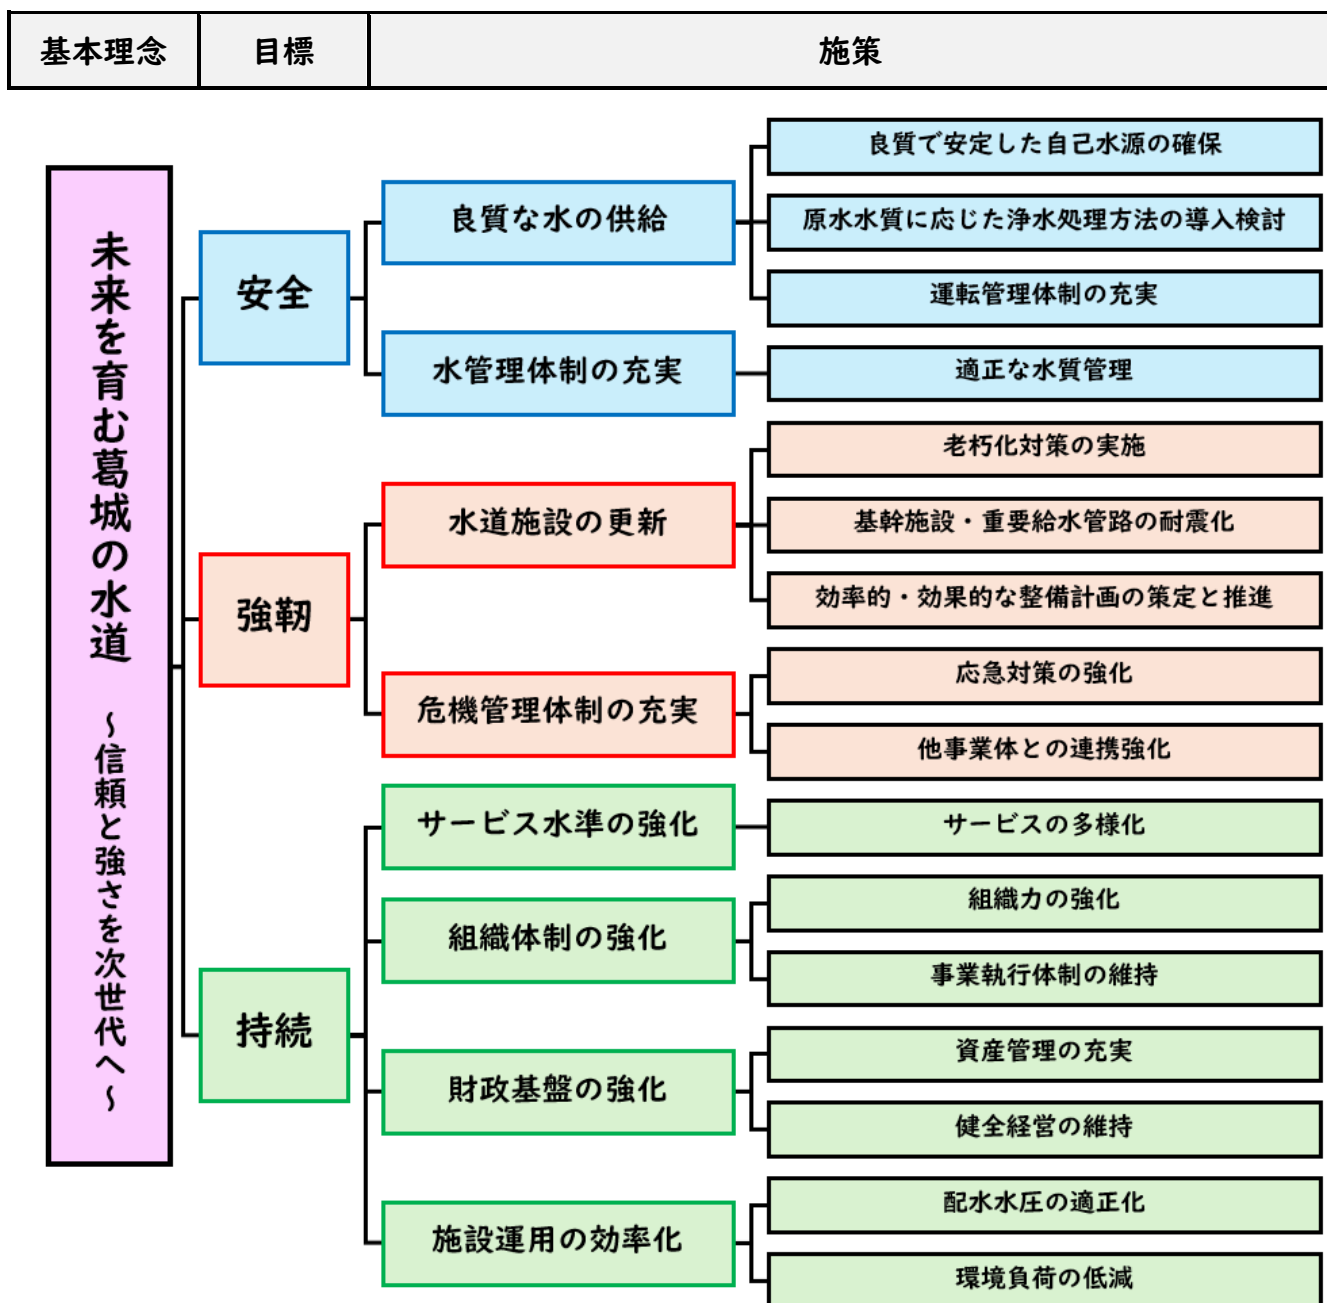 基本理念
目標
施策
未来を育む葛城の水道 ～信頼と強さを次世代へ～
安全
良質な水の供給
良質で安定した自己水源の確保
原水水質に応じた浄水処理方法の導入検討
運転管理体制の充実
水管理体制の充実
適正な水質管理
強靭
水道施設の更新
老朽化対策の実施
基幹施設・重要給水管路の耐震化
効率的・効果的な整備計画の策定と推進
危機管理体制の充実
応急対策の強化
他事業体との連携強化
持続
サービス水準の強化
サービスの多様化
組織体制の強化
組織力の強化
事業執行体制の維持
財政基盤の強化
資産管理の充実
健全経営の維持
施設運用の効率化
配水水圧の適正化
環境負荷の低減